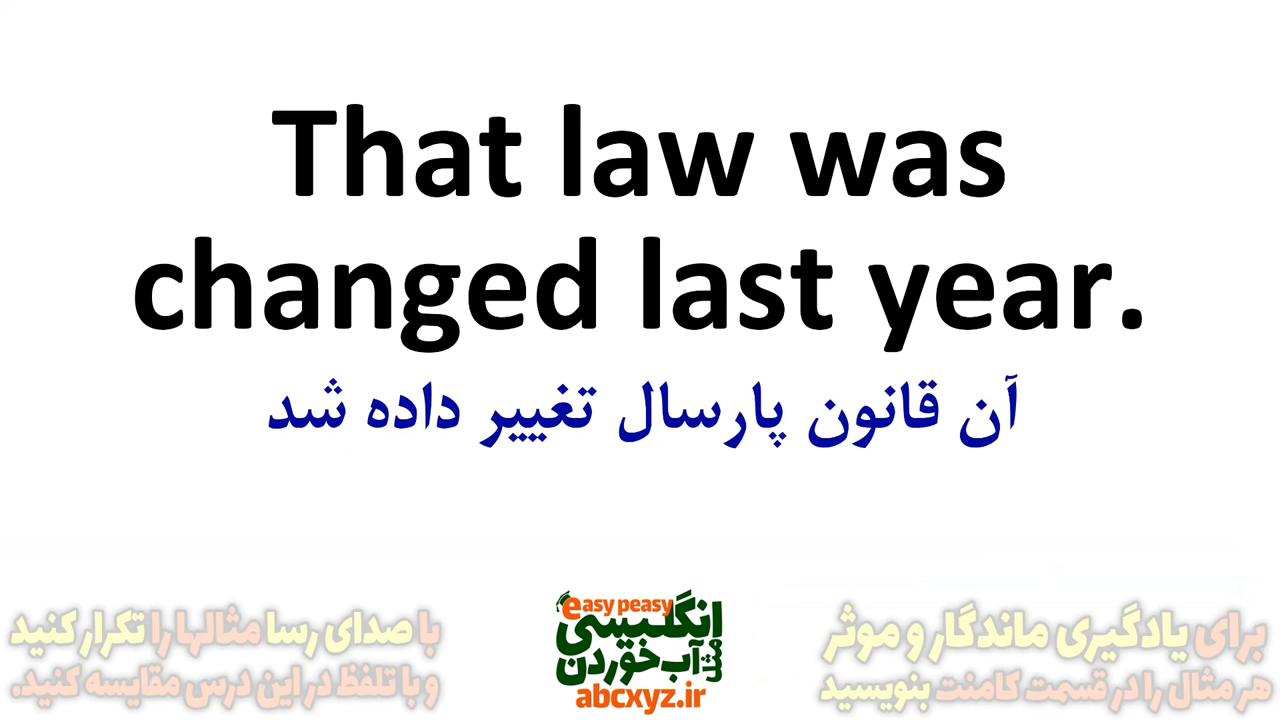 That law was
changed last year.
آن قانون پارسال تغییر داده شد
برای یادگیری ماندگار و موثر
هر مثال را در قسمت کامنت بنویسید
easy peasy
انگلیسی
مثل آب خوردن
abcxyz.ir
با صدای رسا مثالها را تکرار کنید
و با تلفظ در این درس مقایسه کنید.